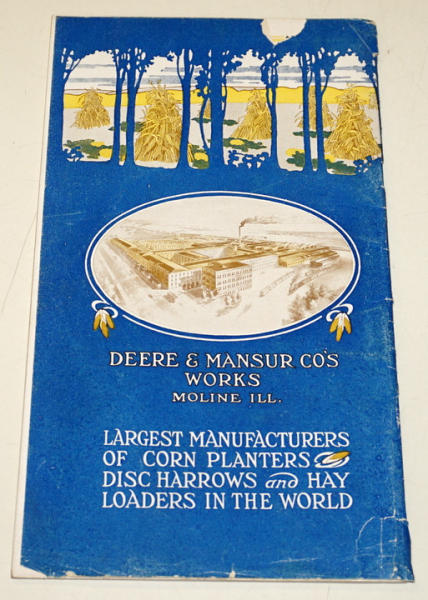 DEERE & MANSUR CO'S
WORKS
MOLINE ILL.
LARGEST MANUFACTURERS
OF CORN PLANTERS
DISC HARROWS and HAY
LOADERS IN THE WORLD